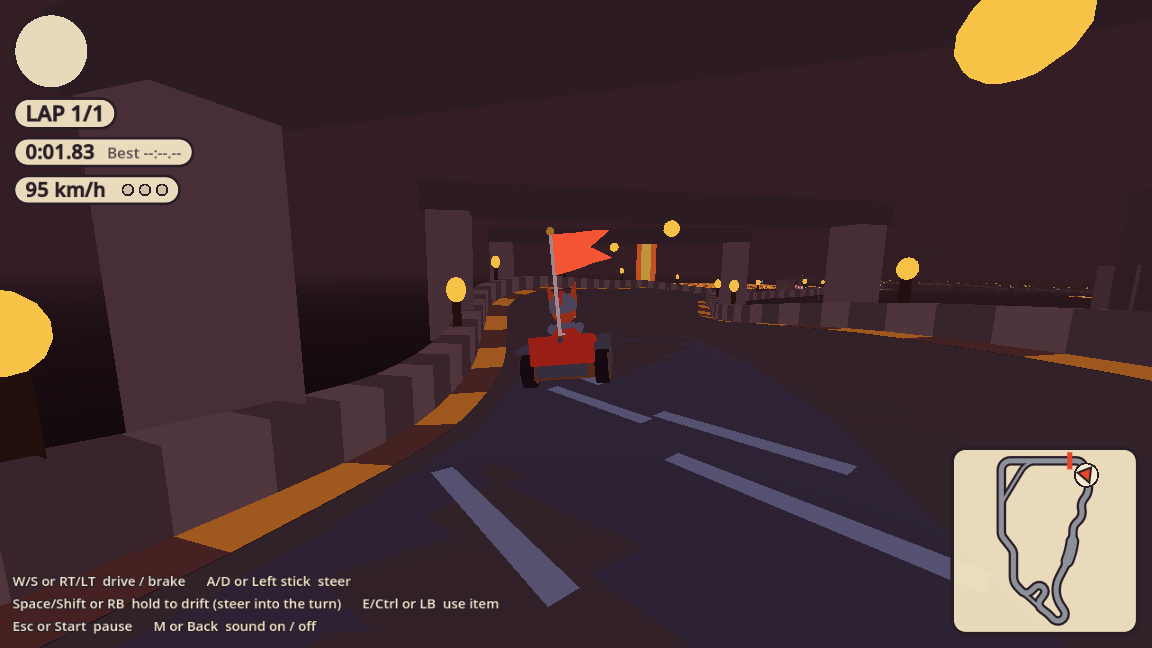 LAP 1/1
0:01.83 Best --:--.--
95 km/h
W/S or RT/LT drive / brake A/D or Left stick steer
Space/Shift or RB hold to drift (steer into the turn) E/Ctrl or LB use item
Esc or Start pause M or Back sound on / off